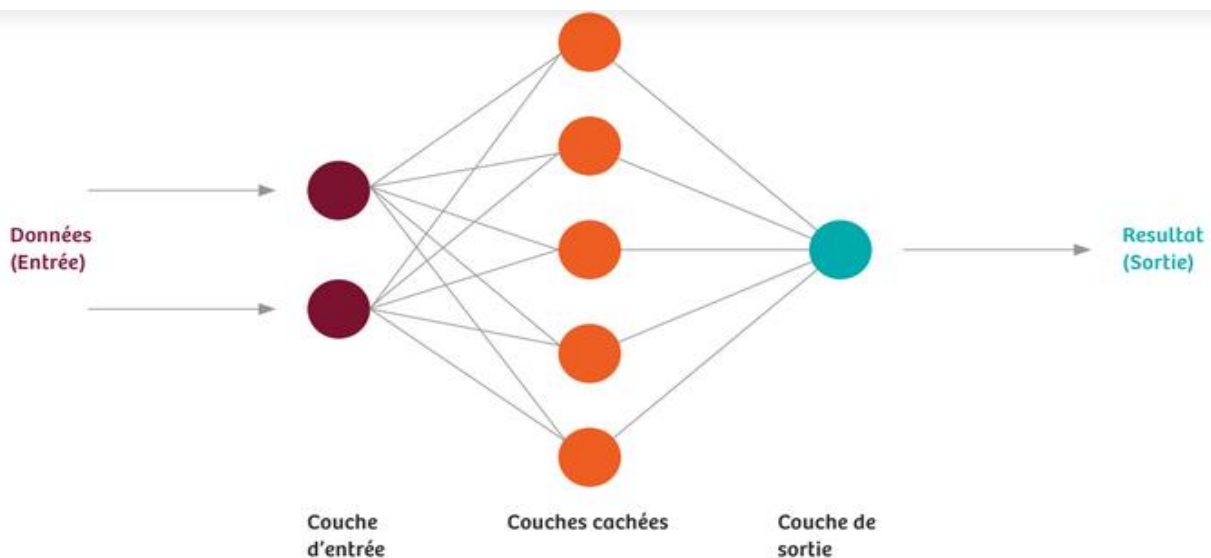 Données
(Entrée)
Resultat
(Sortie)
Couche
d'entrée
Couches cachées
Couche de
sortie